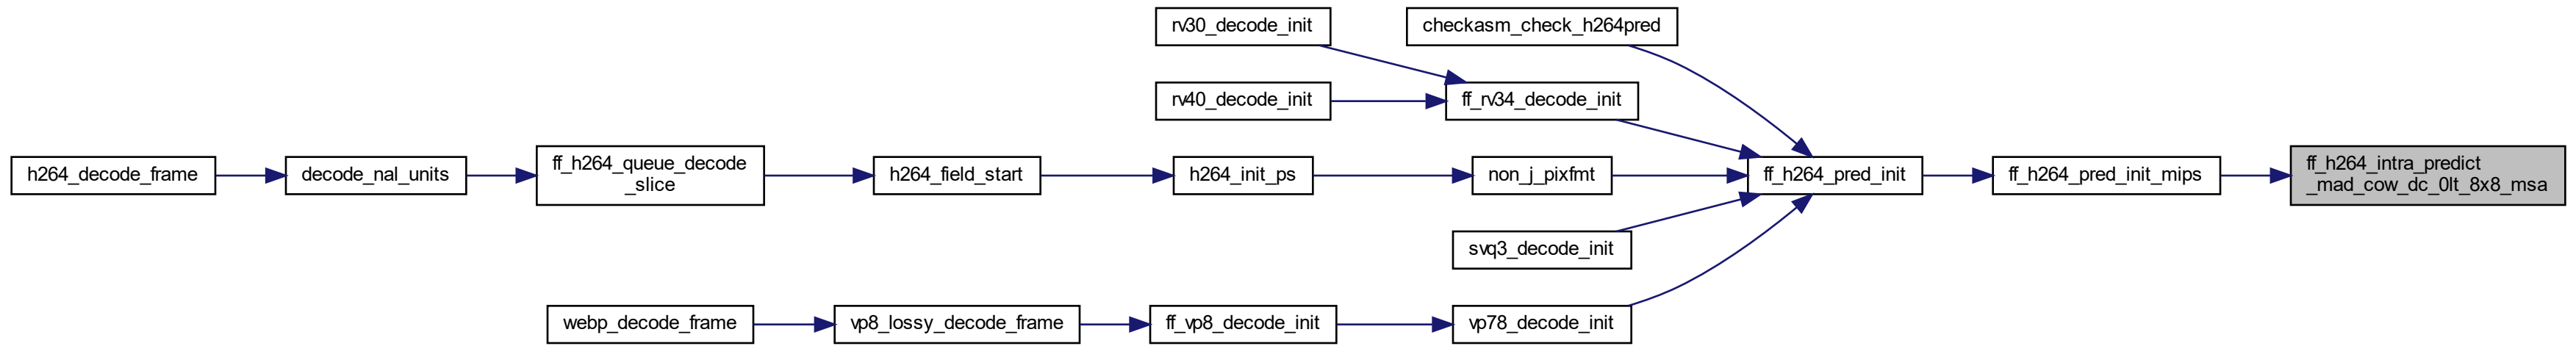 rv30_decode_init
checkasm_check_h264pred
rv40_decode_init
ff_rv34_decode_init
h264_decode_frame
decode_nal_units
ff_h264_queue_decode
_slice
h264_field_start
h264_init_ps
non_j_pixfmt
ff_h264_pred_init
ff_h264_pred_init_mips
ff_h264_intra_predict
_mad_cow_dc_0lt_8x8_msa
svq3_decode_init
webp_decode_frame
vp8_lossy_decode_frame
ff_vp8_decode_init
vp78_decode_init